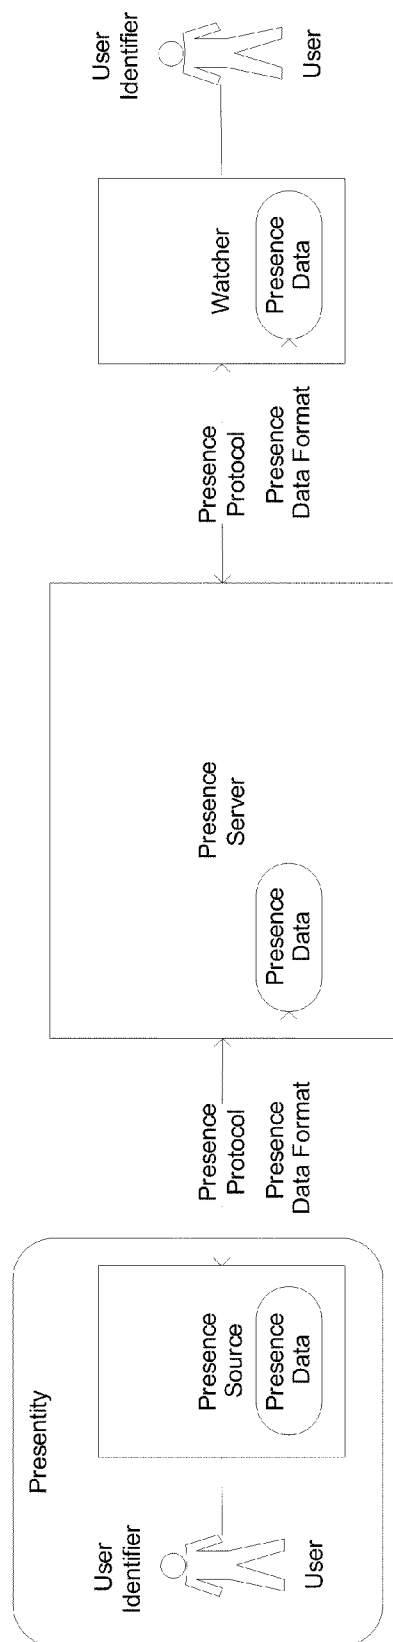 Presentity
User
Identifier
User
Presence
Source
Presence
Data
Presence
Protocol
Presence
Data Format
Presence
Server
Presence
Data
Presence
Protocol
Presence
Data Format
Watcher
Presence
Data
User
Identifier
User